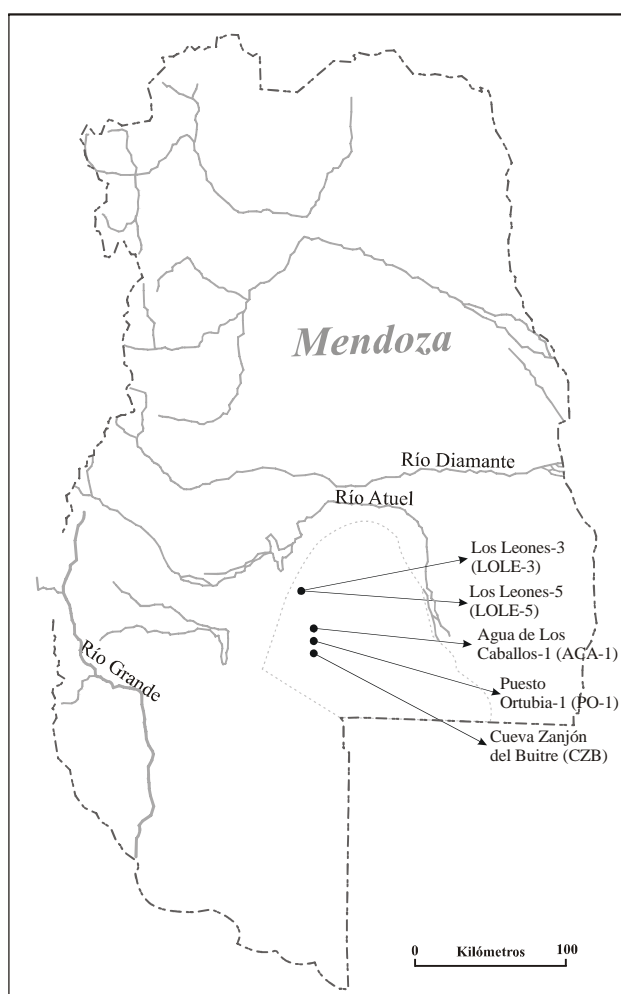 Mendoza
Río Diamante
Río Atuel
Los Leones-3
(LOLE-3)
Los Leones-5
(LOLE-5)
Agua de Los
Caballos-1 (ACA-1)
Puesto
Ortubia-1 (PO-1)
Cueva Zanjón
del Buitre (CZB)
Río Grande
0 Kilómetros 100